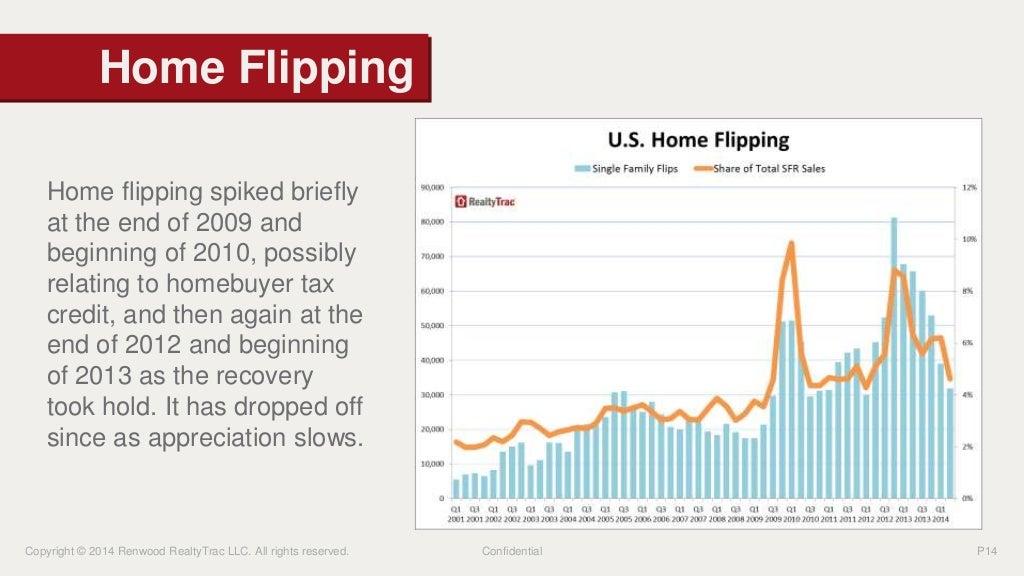 Home Flipping
Home flipping spiked briefly
at the end of 2009 and
beginning of 2010, possibly
relating to homebuyer tax
credit, and then again at the
end of 2012 and beginning
of 2013 as the recovery
took hold. It has dropped off
since as appreciation slows.
U.S. Home Flipping
Single Family Flips Share of Total SFR Sales
RealtyTrac
90,000
80,000
70,000
60,000
50,000
40,000
30,000
20,000
10,000
0
12%
10%
8%
6%
4%
2%
0%
Q1 Q3 Q1 Q3 Q1 Q3 Q1 Q3 Q1 Q3 Q1 Q3 Q1 Q3 Q1 Q3 Q1 Q3 Q1 Q3 Q1 Q3 Q1 Q3 Q1 Q3 Q1
2001 2001 2002 2002 2003 2003 2004 2004 2005 2005 2006 2006 2007 2007 2008 2008 2009 2009 2010 2010 2011 2011 2012 2012 2013 2013 2014
Copyright © 2014 Renwood RealtyTrac LLC. All rights reserved. Confidential P14